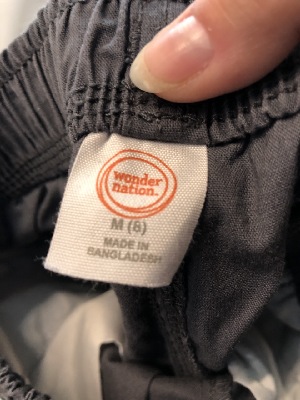 wonder
nation.
M (8)
MADE IN
BANGLADESH